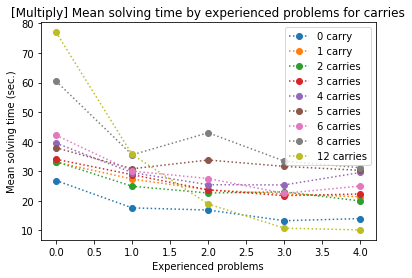 [Multiply] Mean solving time by experienced problems for carries
Mean solving time (sec.)
80
70
60
50
40
30
20
10
0 carry
1 carry
2 carries
3 carries
4 carries
5 carries
6 carries
8 carries
12 carries
0.0 0.5 1.0 1.5 2.0 2.5 3.0 3.5 4.0
Experienced problems